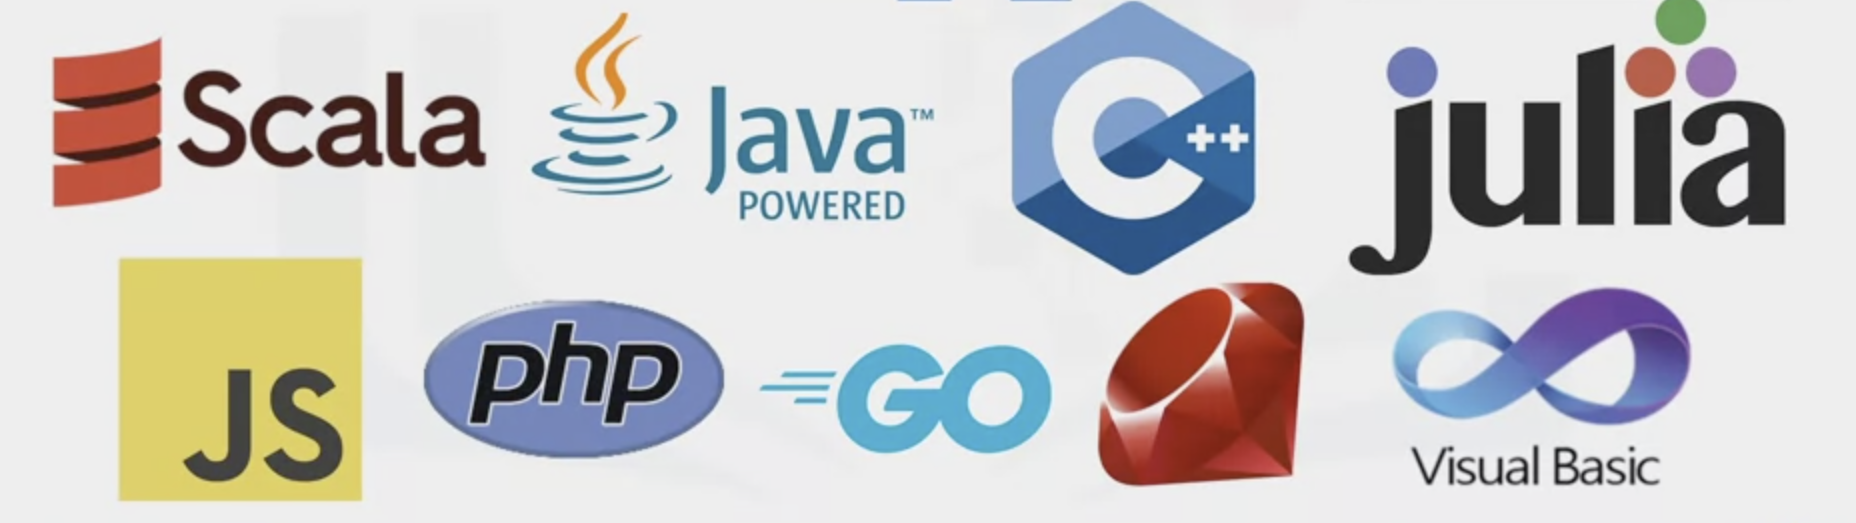 Scala
Java™
POWERED
C++
julia
JS
php
GO
Visual Basic